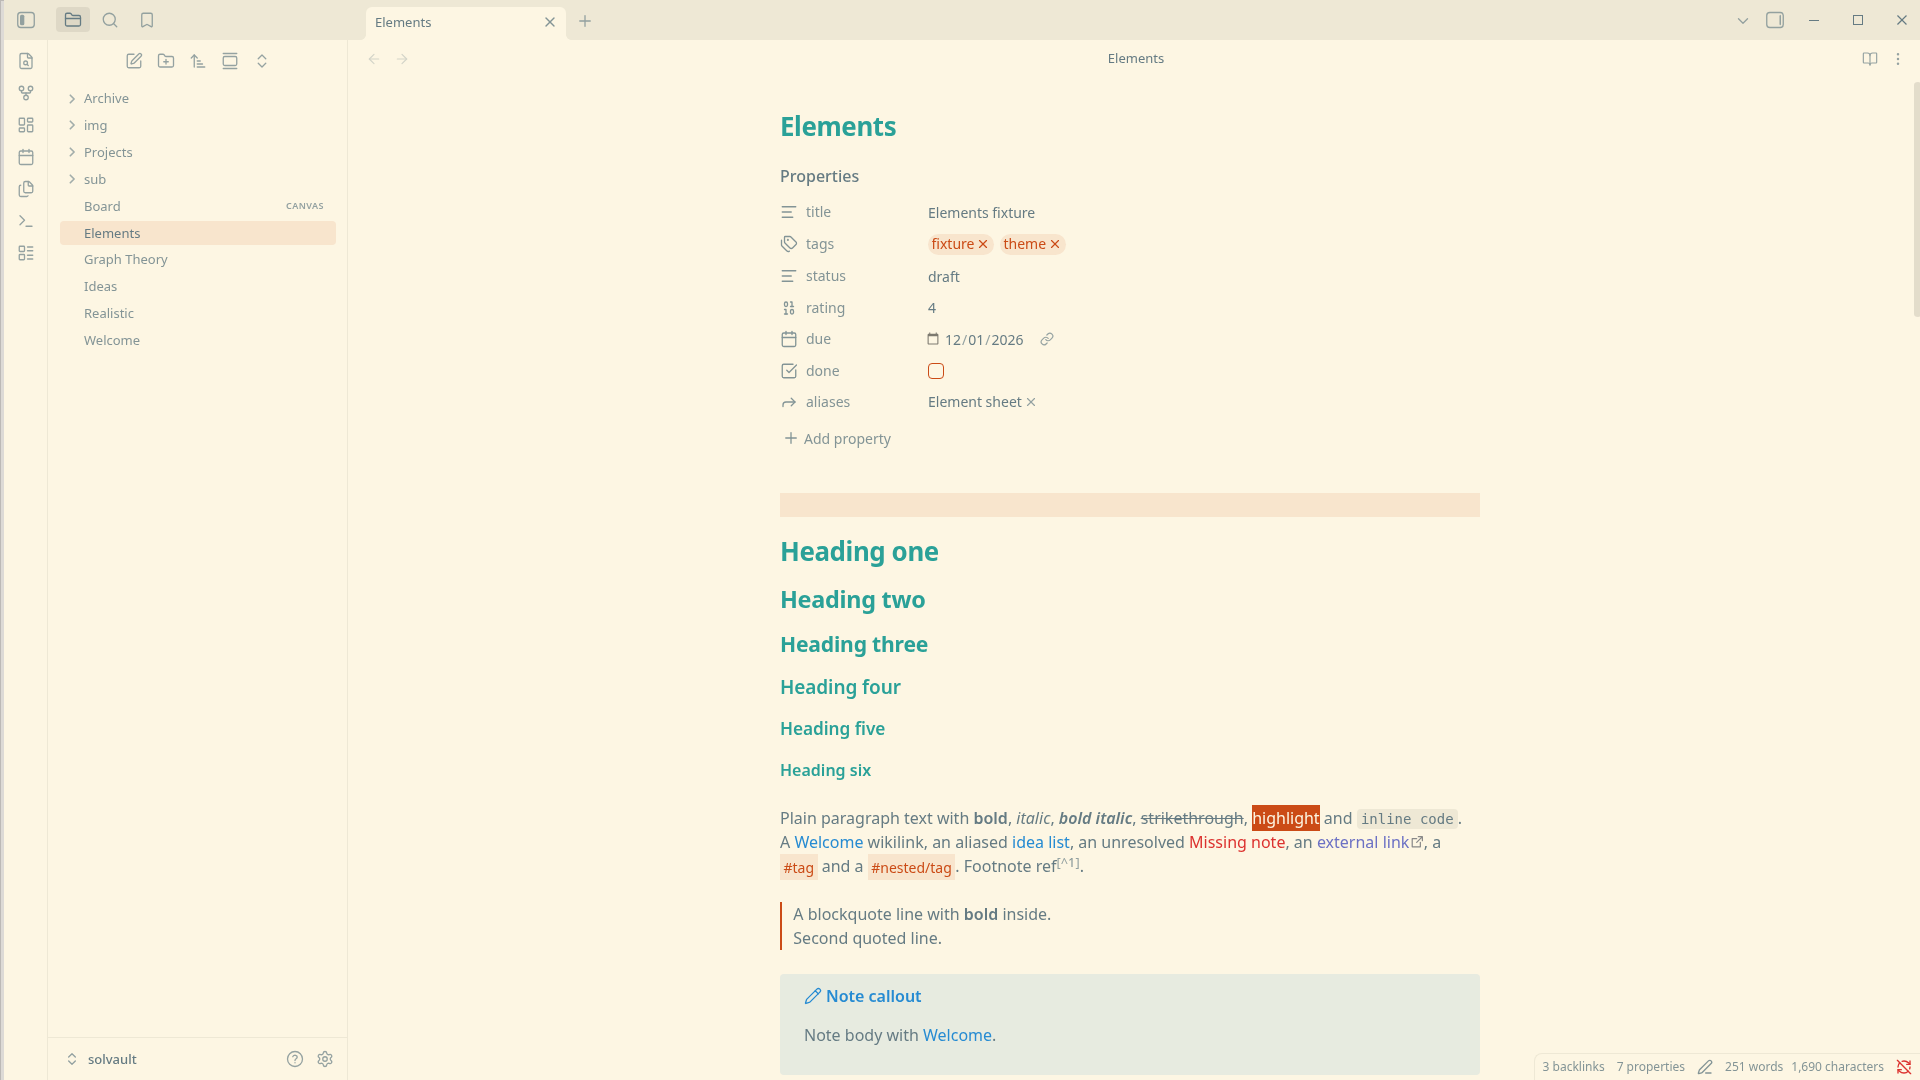 Elements
Elements
Archive
img
Projects
sub
Board CANVAS
Elements
Graph Theory
Ideas
Realistic
Welcome
solvault
Elements
Properties
title Elements fixture
tags fixture theme
status draft
rating 4
due 12/01/2026
done
aliases Element sheet
Add property
Heading one
Heading two
Heading three
Heading four
Heading five
Heading six
Plain paragraph text with bold, italic, bold italic, strikethrough, highlight and inline code.
A Welcome wikilink, an aliased idea list, an unresolved Missing note, an external link, a
#tag and a #nested/tag. Footnote ref[^1].
A blockquote line with bold inside.
Second quoted line.
Note callout
Note body with Welcome.
3 backlinks 7 properties 251 words 1,690 characters